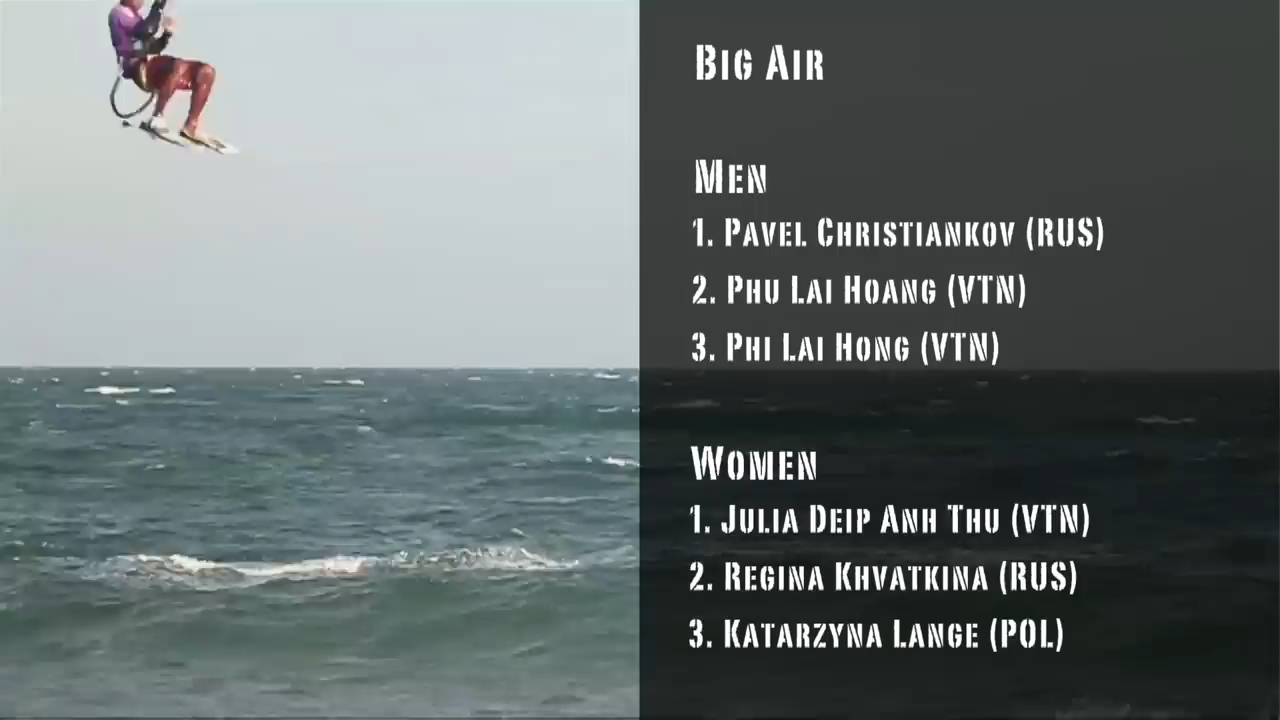 Big Air
Men
1. Pavel Christiankov (RUS)
2. Phu Lai Hoang (VTN)
3. Phi Lai Hong (VTN)
Women
1. Julia Deip Anh Thu (VTN)
2. Regina Khvatkina (RUS)
3. Katarzyna Lange (POL)